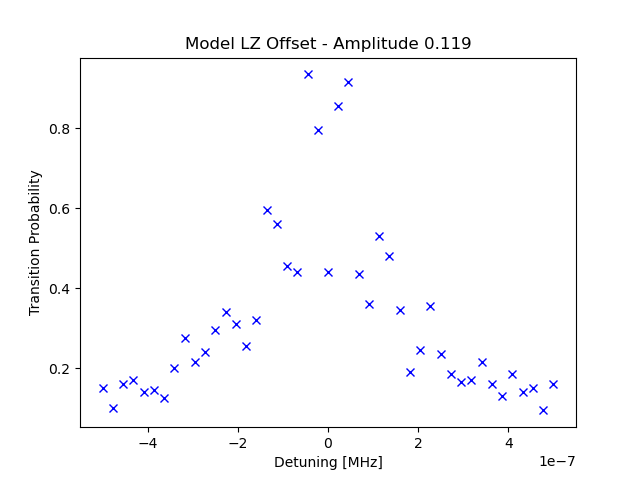 Model LZ Offset - Amplitude 0.119
Transition Probability
0.8
0.6
0.4
0.2
−4
−2
0
2
4
1e−7
Detuning [MHz]